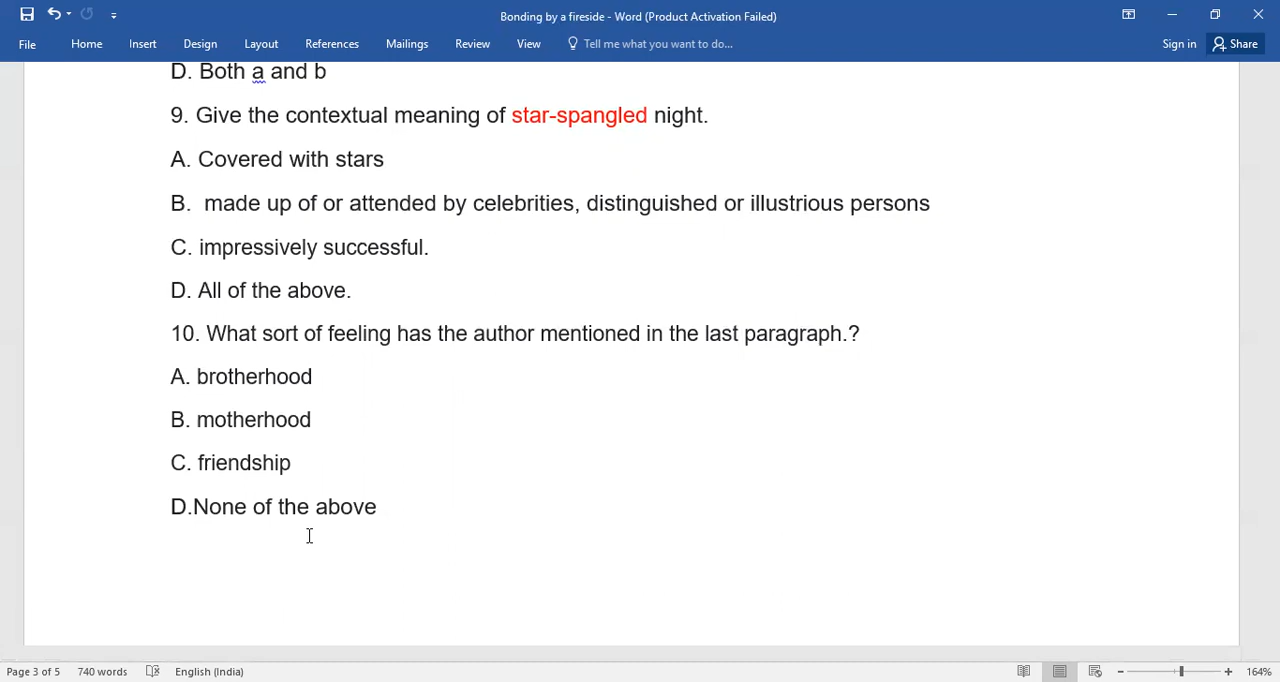 Bonding by a fireside - Word (Product Activation Failed)
File Home Insert Design Layout References Mailings Review View Tell me what you want to do... Sign in Share
D. Both a and b
9. Give the contextual meaning of star-spangled night.
A. Covered with stars
B. made up of or attended by celebrities, distinguished or illustrious persons
C. impressively successful.
D. All of the above.
10. What sort of feeling has the author mentioned in the last paragraph.?
A. brotherhood
B. motherhood
C. friendship
D.None of the above
Page 3 of 5 740 words English (India) 164%